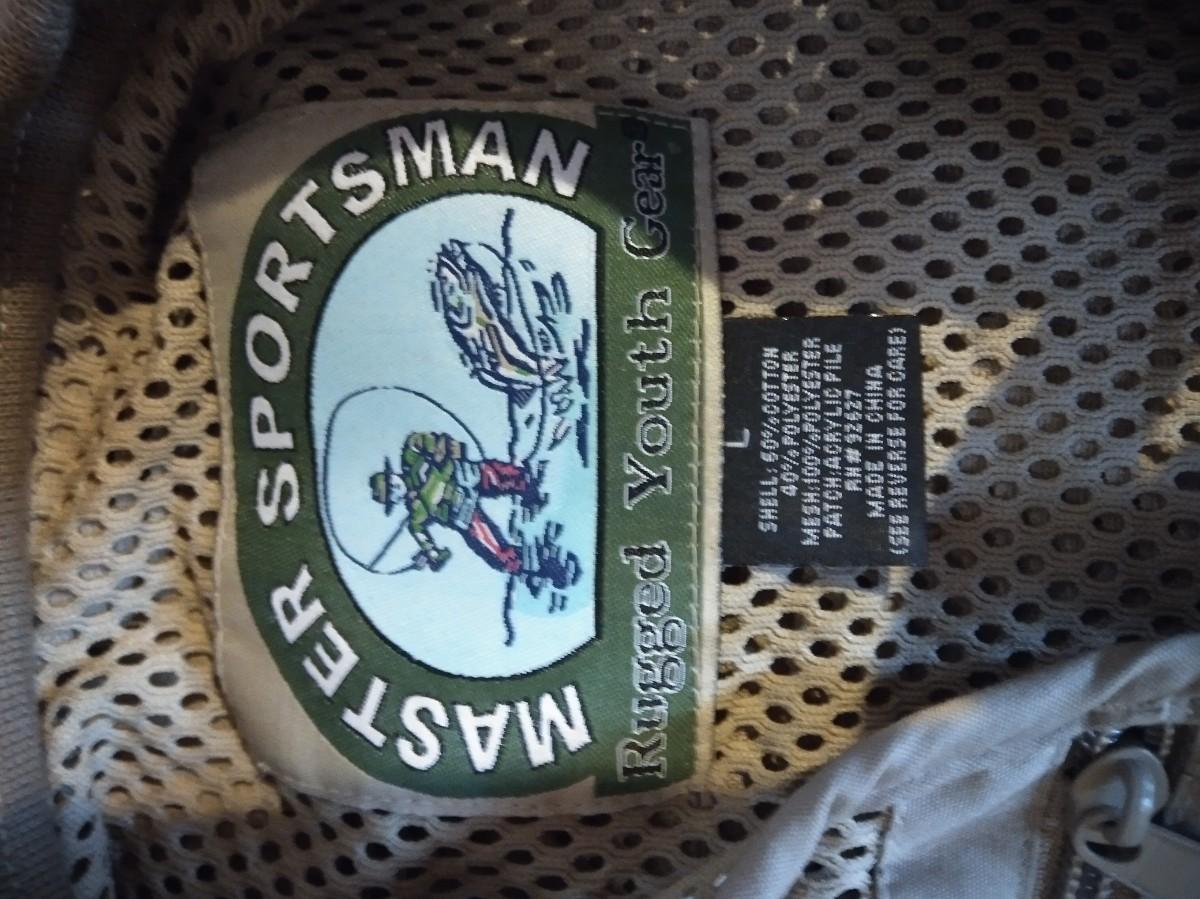 MASTER SPORTSMAN
Rugged Youth Gear®
L
SHELL: 60% COTTON
40% POLYESTER
MESH:100% POLYESTER
PATCH:ACRYLIC PILE
RN# 92627
MADE IN CHINA
(SEE REVERSE FOR CARE)